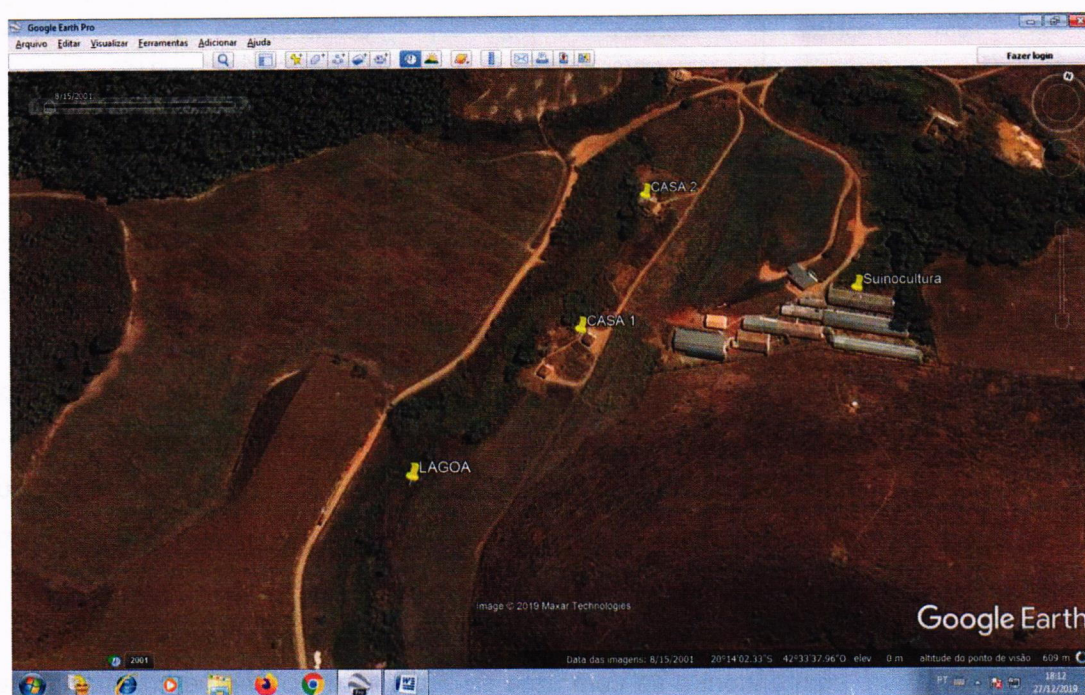 Google Earth Pro
Arquivo Editar Visualizar Ferramentas Adicionar Ajuda
Fazer login
8/15/2001
N
CASA 2
Suinocultura
CASA 1
LAGOA
Image © 2019 Maxar Technologies
Google Earth
2001
Data das imagens: 8/15/2001 20°14'02.33"S 42°33'37.96"O elev 0 m altitude do ponto de visão 609 m
PT
18:12
27/12/2019